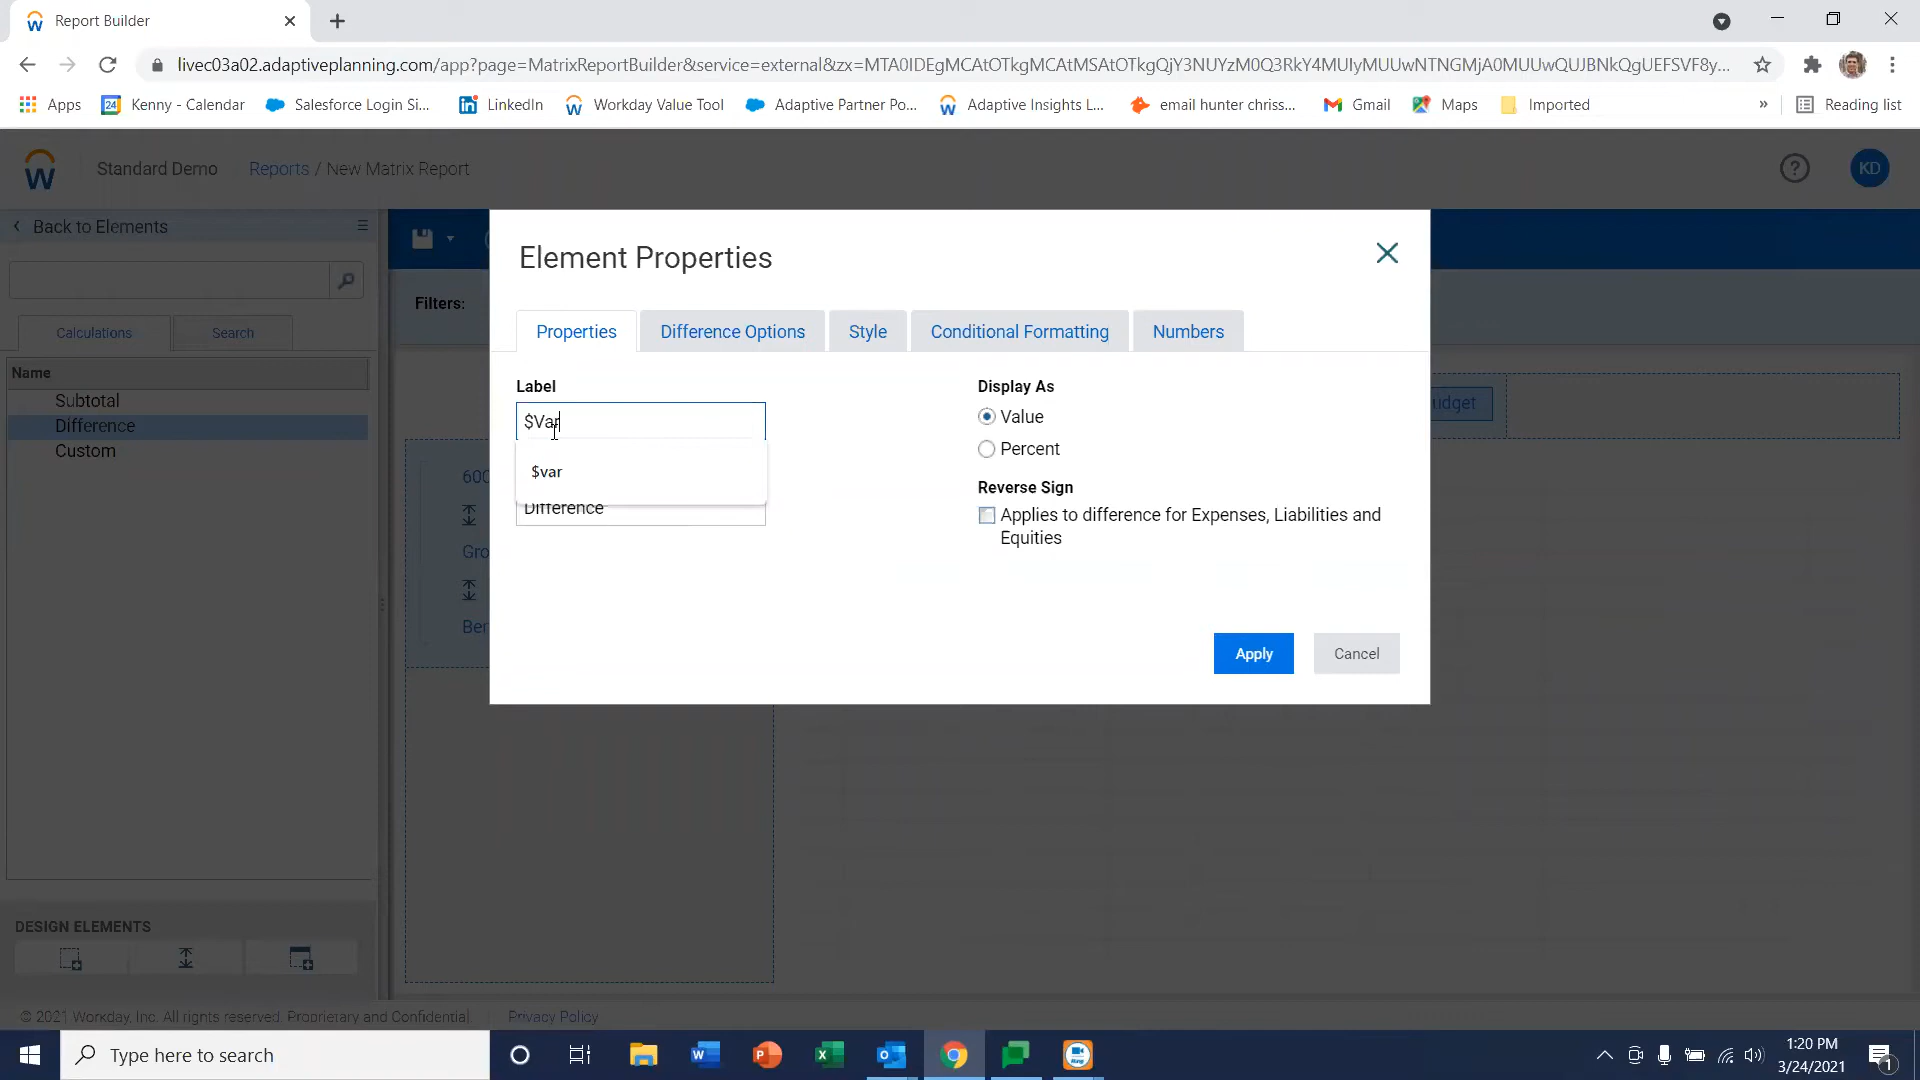 Report Builder
livec03a02.adaptiveplanning.com/app?page=MatrixReportBuilder&service=external&zx=MTA0IDEgMCAtOTkgMCAtMSAtOTkgQjY3NUYzM0Q3RkY4MUIyMUUwNTNGMjA0MUUwQUJBNkQgUEFSVF8y...
Apps
24
Kenny - Calendar
Salesforce Login Si...
LinkedIn
Workday Value Tool
Adaptive Partner Po...
Adaptive Insights L...
email hunter chriss...
Gmail
Maps
Imported
»
Reading list
Standard Demo
Reports / New Matrix Report
KD
Back to Elements
Filters:
Calculations
Search
Name
Subtotal
Difference
Custom
Element Properties
Properties
Difference Options
Style
Conditional Formatting
Numbers
Label
$Var
$var
Difference
Display As
Value
Percent
Reverse Sign
Applies to difference for Expenses, Liabilities and
Equities
Apply
Cancel
DESIGN ELEMENTS
© 2021 Workday, Inc. All rights reserved. Proprietary and Confidential
Privacy Policy
Type here to search
1:20 PM
3/24/2021
1